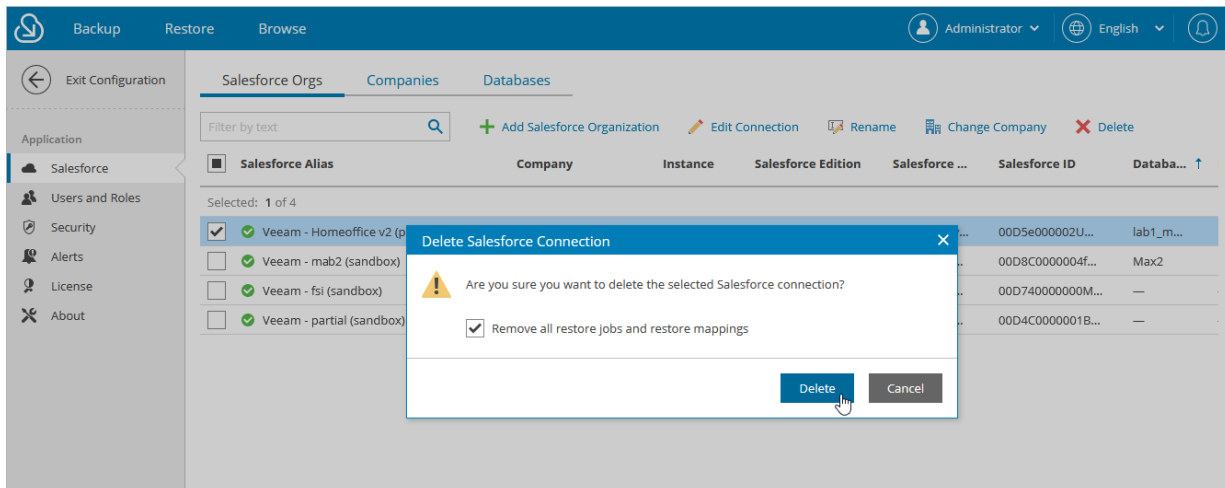 Backup Restore Browse Administrator English
Exit Configuration Salesforce Orgs Companies Databases
Filter by text Add Salesforce Organization Edit Connection Rename Change Company Delete
Application
Salesforce Alias Company Instance Salesforce Edition Salesforce ... Salesforce ID Databa... ↑
Salesforce
Users and Roles
Selected: 1 of 4
Security
Veeam - Homeoffice v2 (p 00D5e000002U... lab1_m...
Alerts
Veeam - mab2 (sandbox) 00D8C0000004f... Max2
License
Veeam - fsi (sandbox) 00D740000000M... —
About
Veeam - partial (sandbox) 00D4C0000001B... —
Delete Salesforce Connection
Are you sure you want to delete the selected Salesforce connection?
Remove all restore jobs and restore mappings
Delete Cancel